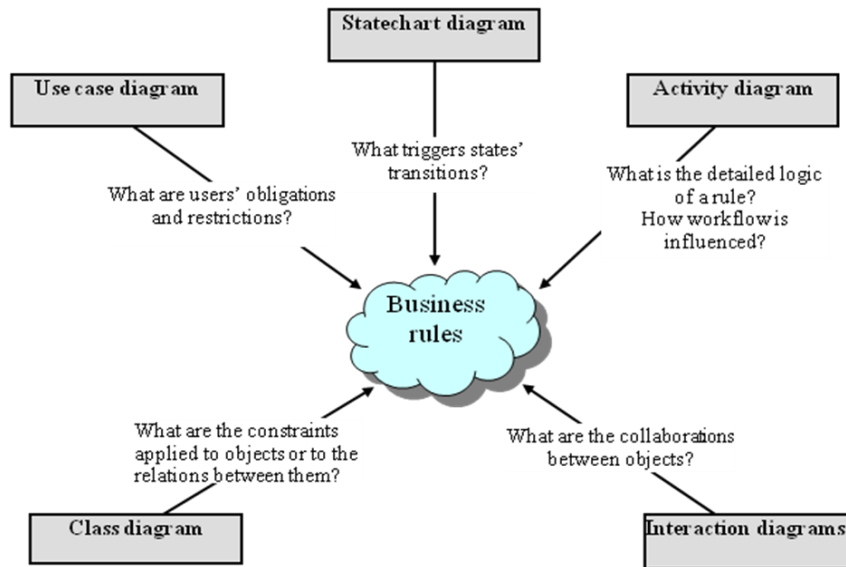 Statechart diagram
Use case diagram
Activity diagram
What triggers states’
transitions?
What are users’ obligations
and restrictions?
What is the detailed logic
of a rule?
How workflow is
influenced?
Business
rules
What are the constraints
applied to objects or to the
relations between them?
What are the collaborations
between objects?
Class diagram
Interaction diagrams